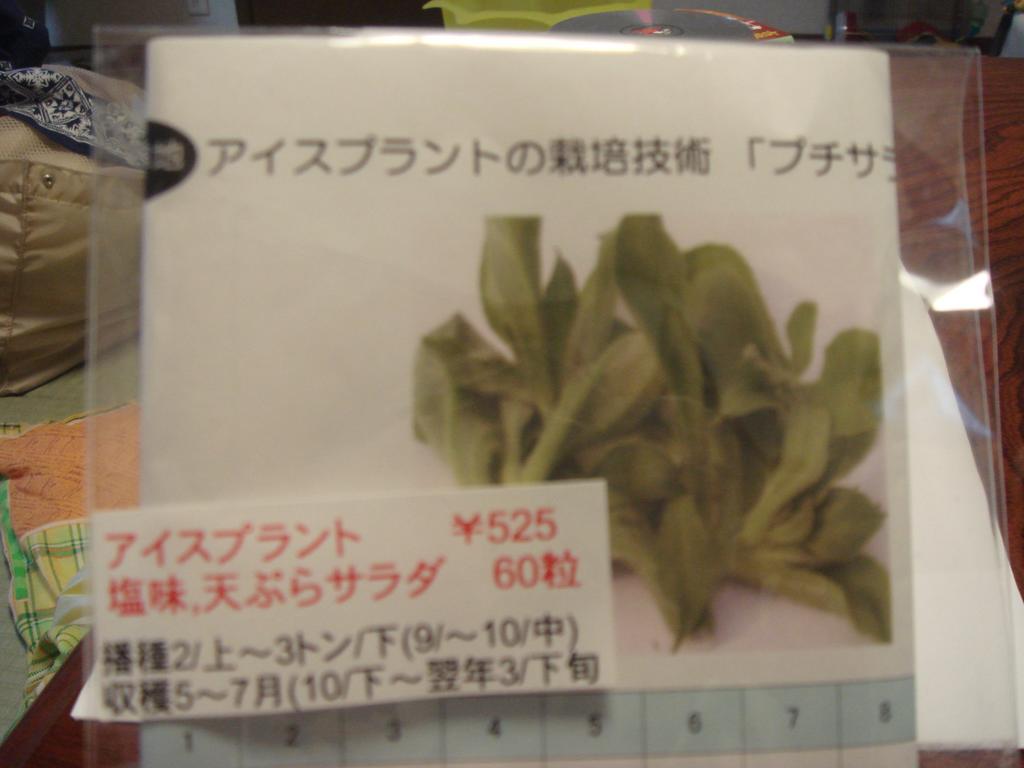 アイスプラントの栽培技術 「プチサラ
アイスプラント ¥525
塩味,天ぷらサラダ 60粒
播種2/上～3トン/下(9/～10/中)
収穫5～7月(10/下～翌年3/下旬
1 2 3 4 5 6 7 8